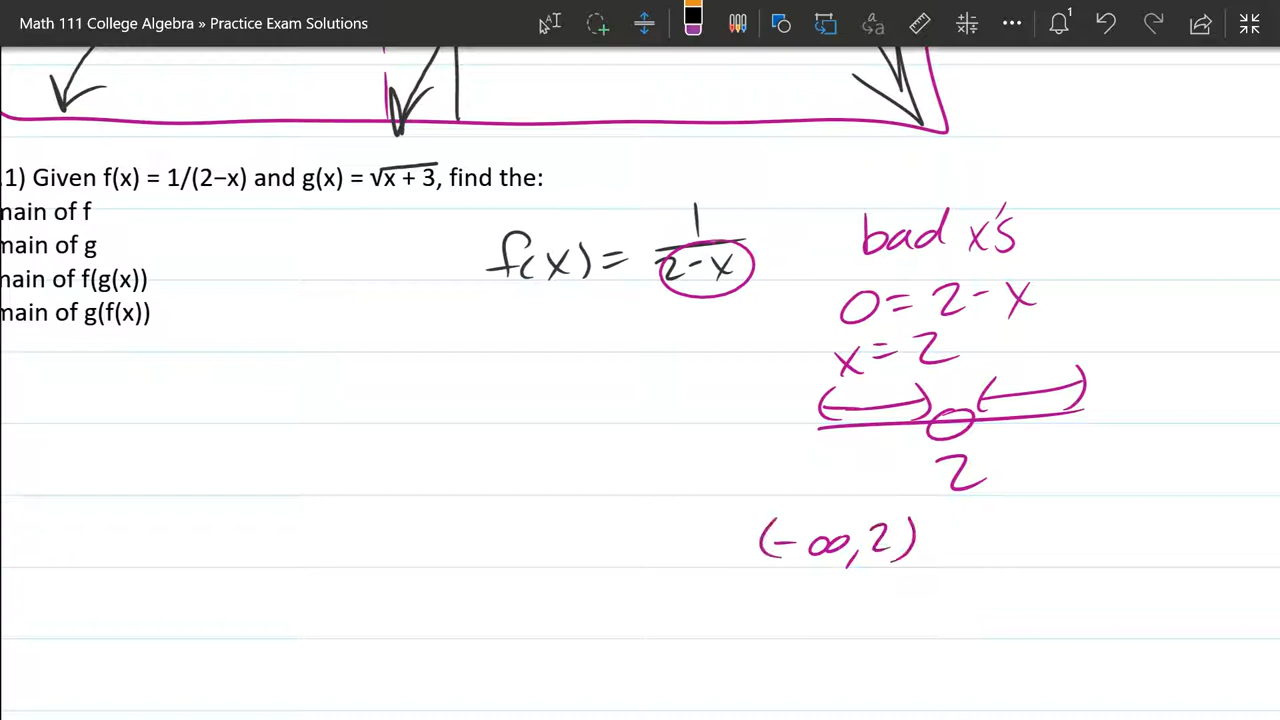 Math 111 College Algebra » Practice Exam Solutions
1
.1) Given f(x) = 1/(2−x) and g(x) = √x + 3, find the:
main of f
main of g
main of f(g(x))
main of g(f(x))
f(x) = 1/(2-x)
bad x's
0 = 2 - x
x = 2
2
(-∞, 2)